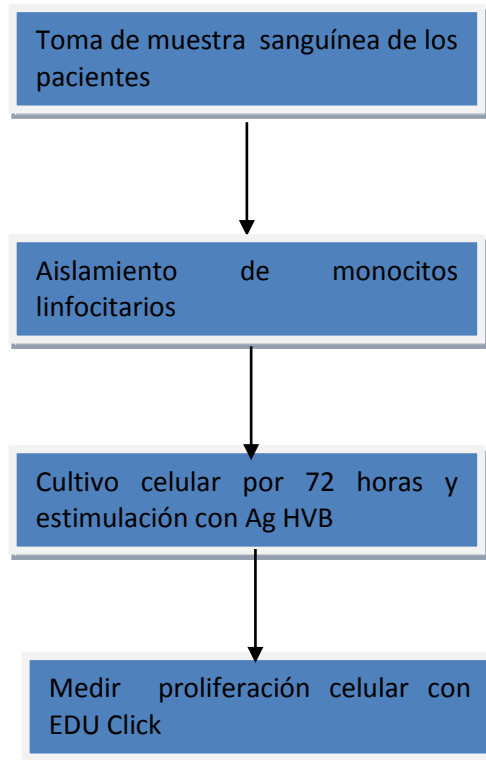 Toma de muestra sanguínea de los
pacientes
Aislamiento de monocitos
linfocitarios
Cultivo celular por 72 horas y
estimulación con Ag HVB
Medir proliferación celular con
EDU Click